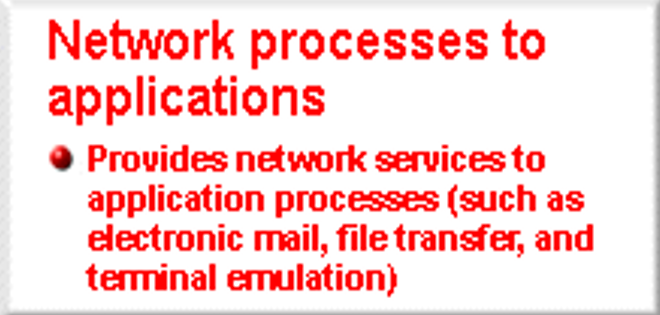 Network processes to
applications
Provides network services to
application processes (such as
electronic mail, file transfer, and
terminal emulation)